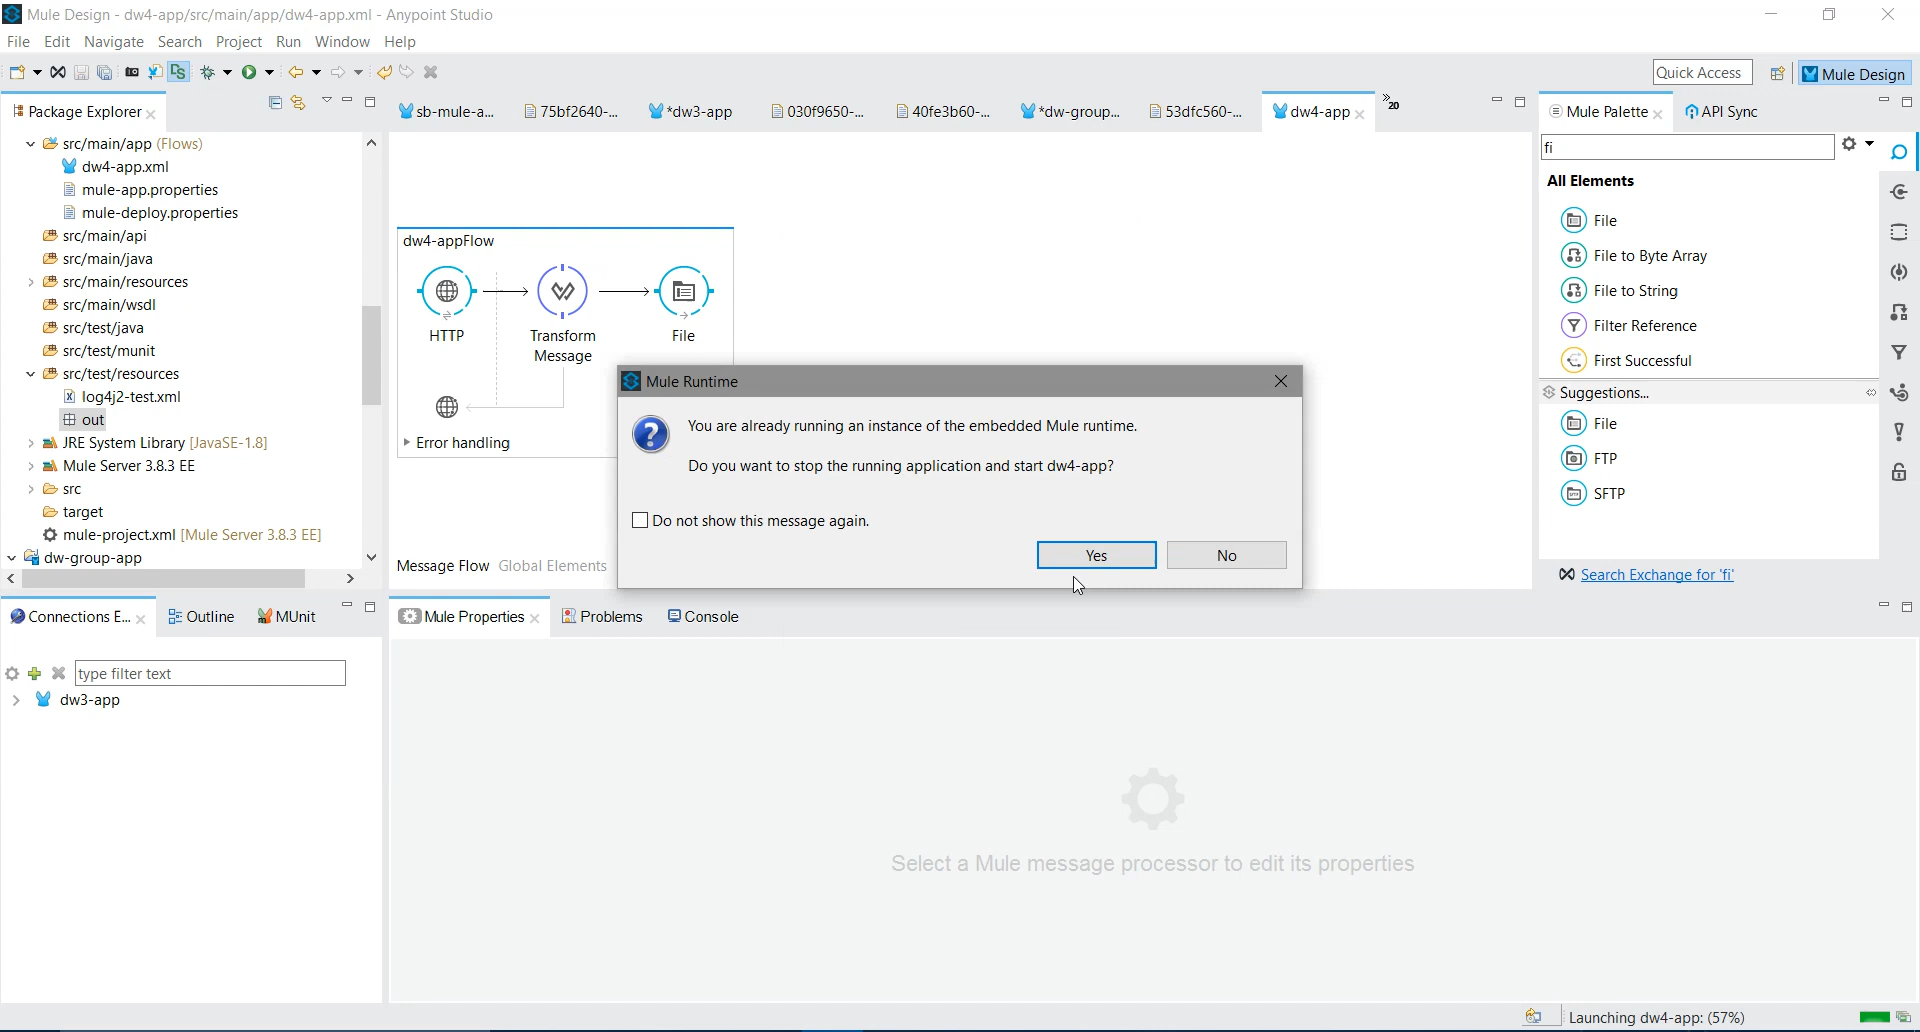 Mule Design - dw4-app/src/main/app/dw4-app.xml - Anypoint Studio
File Edit Navigate Search Project Run Window Help
Quick Access
Mule Design
Package Explorer
sb-mule-a...
75bf2640-...
*dw3-app
030f9650-...
40fe3b60-...
*dw-group...
53dfc560-...
dw4-app
20
Mule Palette
API Sync
src/main/app (Flows)
dw4-app.xml
mule-app.properties
mule-deploy.properties
src/main/api
src/main/java
src/main/resources
src/main/wsdl
src/test/java
src/test/munit
src/test/resources
log4j2-test.xml
out
JRE System Library [JavaSE-1.8]
Mule Server 3.8.3 EE
src
target
mule-project.xml [Mule Server 3.8.3 EE]
dw-group-app
dw4-appFlow
HTTP
Transform
Message
File
Error handling
Message Flow Global Elements
Mule Runtime
You are already running an instance of the embedded Mule runtime.
Do you want to stop the running application and start dw4-app?
Do not show this message again.
Yes
No
fi
All Elements
File
File to Byte Array
File to String
Filter Reference
First Successful
Suggestions...
File
FTP
SFTP
Search Exchange for 'fi'
Connections E...
Outline
MUnit
type filter text
dw3-app
Mule Properties
Problems
Console
Select a Mule message processor to edit its properties
Launching dw4-app: (57%)